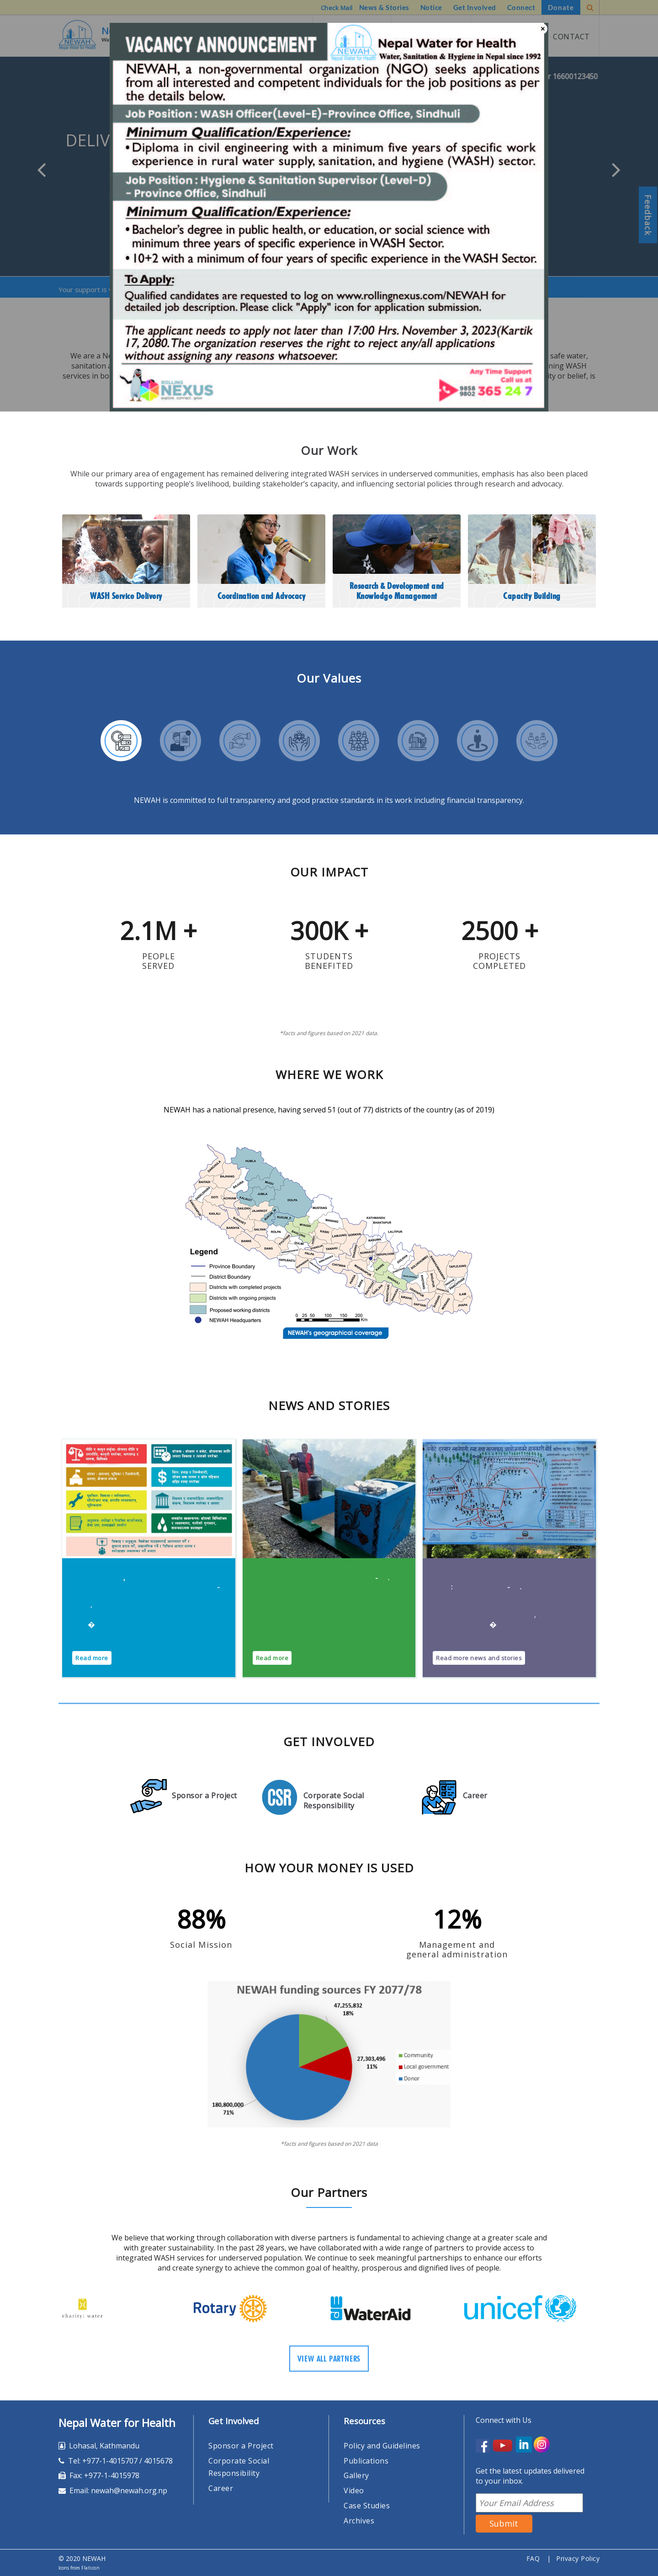 Check Mail News & Stories Notice Get Involved Connect Donate
CONTACT
16600123450
DELIV
Feedback
Your support is
VACANCY ANNOUNCEMENT
Nepal Water for Health
Water, Sanitation & Hygiene in Nepal since 1992
NEWAH, a non-governmental organization (NGO) seeks applications
from all interested and competent individuals for the job positions as per
the details below.
Job Position : WASH Officer(Level-E)-Province Office, Sindhuli
Minimum Qualification/Experience:
•Diploma in civil engineering with a minimum five years of specific work
experience in rural water supply, sanitation, and hygiene (WASH) sector.
Job Position : Hygiene & Sanitation Supervisor (Level-D)
- Province Office, Sindhuli
Minimum Qualification/Experience:
•Bachelor's degree in public health, or education, or social science with
minimum three years of specific work experience in WASH Sector.
• 10+2 with minimum five years' experience in WASH Sector.
To Apply:
Qualified candidates are requested to log on www.rollingnexus.com/NEWAH for
detailed job description. Please click "Apply" icon for application submission.
The applicant needs to apply not later than 17:00 Hrs. November 3, 2023(Kartik
17, 2080.The organization reserves the right to reject any/all applications
without assigning any reasons whatsoever.
ROLLING
NEXUS
Any Time Support
Call us at
9858
9802 365 24 7
We are a Ne
safe water,
sanitation a
ning WASH
services in bo
ity or belief, is
Our Work
While our primary area of engagement has remained delivering integrated WASH services in underserved communities, emphasis has also been placed
towards supporting people's livelihood, building stakeholder's capacity, and influencing sectorial policies through research and advocacy.
WASH Service Delivery
Coordination and Advocacy
Research & Development and
Knowledge Management
Capacity Building
Our Values
NEWAH is committed to full transparency and good practice standards in its work including financial transparency.
OUR IMPACT
2.1M + 300K + 2500 +
PEOPLE
SERVED
STUDENTS
BENEFITED
PROJECTS
COMPLETED
*facts and figures based on 2021 data.
WHERE WE WORK
NEWAH has a national presence, having served 51 (out of 77) districts of the country (as of 2019)
Legend
Province Boundary
District Boundary
Districts with completed projects
Districts with ongoing projects
Proposed working districts
NEWAH Headquarters
0 25 50 100 150 200 Km
NEWAH's geographical coverage
NEWS AND STORIES
Read more
Read more
Read more news and stories
GET INVOLVED
Sponsor a Project
CSR
Corporate Social
Responsibility
Career
HOW YOUR MONEY IS USED
88% 12%
Social Mission
Management and
general administration
NEWAH funding sources FY 2077/78
47,255,832
18%
27,303,496
11%
180,800,000
71%
Community
Local government
Donor
*facts and figures based on 2021 data
Our Partners
We believe that working through collaboration with diverse partners is fundamental to achieving change at a greater scale and
with greater sustainability. In the past 28 years, we have collaborated with a wide range of partners to provide access to
integrated WASH services for underserved population. We continue to seek meaningful partnerships to enhance our efforts
and create synergy to achieve the common goal of healthy, prosperous and dignified lives of people.
charity: water
Rotary
WaterAid
unicef
VIEW ALL PARTNERS
Nepal Water for Health
Lohasal, Kathmandu
Tel: +977-1-4015707 / 4015678
Fax: +977-1-4015978
Email: newah@newah.org.np
Get Involved
Sponsor a Project
Corporate Social
Responsibility
Career
Resources
Policy and Guidelines
Publications
Gallery
Video
Case Studies
Archives
Connect with Us
Get the latest updates delivered
to your inbox.
Your Email Address
Submit
© 2020 NEWAH
Icons from Flaticon
FAQ | Privacy Policy